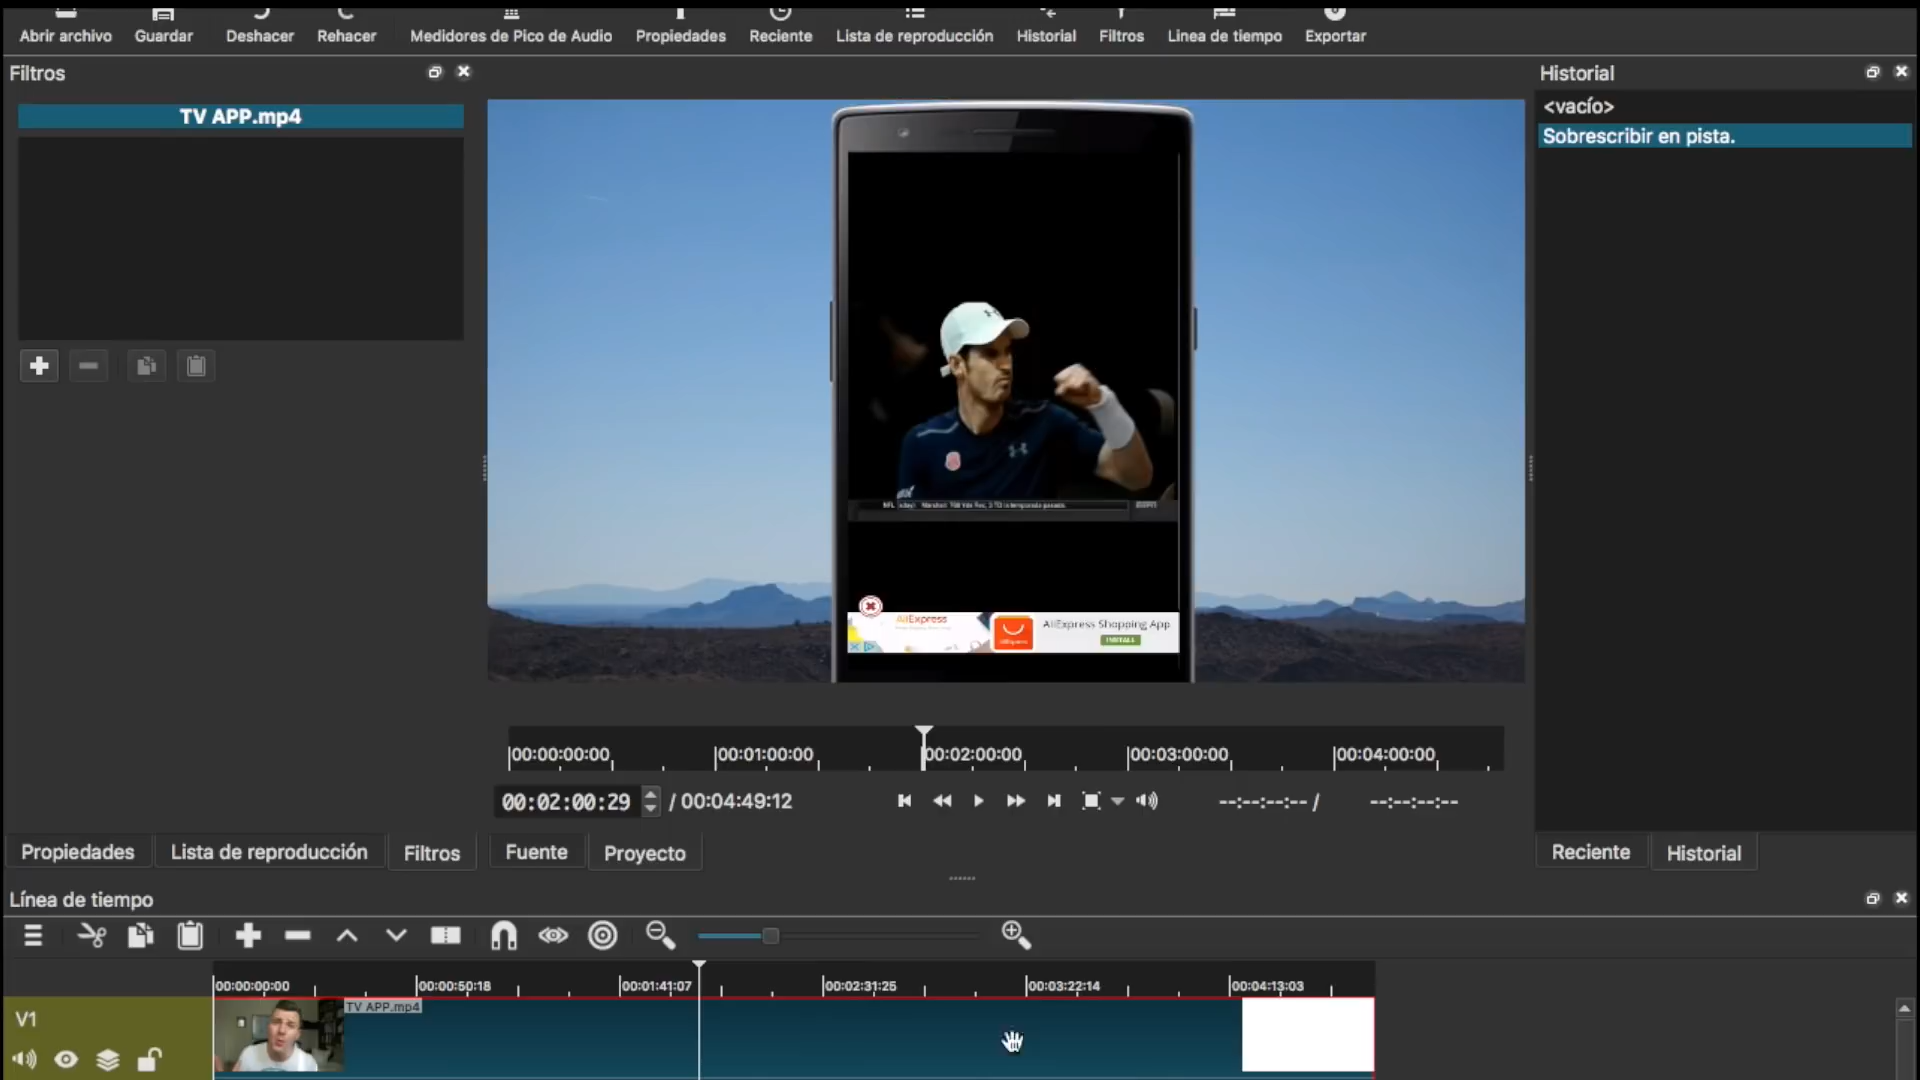 Abrir archivo Guardar Deshacer Rehacer Medidores de Pico de Audio Propiedades Reciente Lista de reproducción Historial Filtros Linea de tiempo Exportar
Filtros
Historial
TV APP.mp4
<vacío>
Sobrescribir en pista.
AliExpress
AliExpress Shopping App
INSTALL
00:00:00:00 00:01:00:00 00:02:00:00 00:03:00:00 00:04:00:00
00:02:00:29 / 00:04:49:12 --:--:--:-- / --:--:--:--
Propiedades Lista de reproducción Filtros Fuente Proyecto Reciente Historial
Línea de tiempo
00:00:00:00 00:00:50:18 00:01:41:07 00:02:31:25 00:03:22:14 00:04:13:03
V1
TV APP.mp4